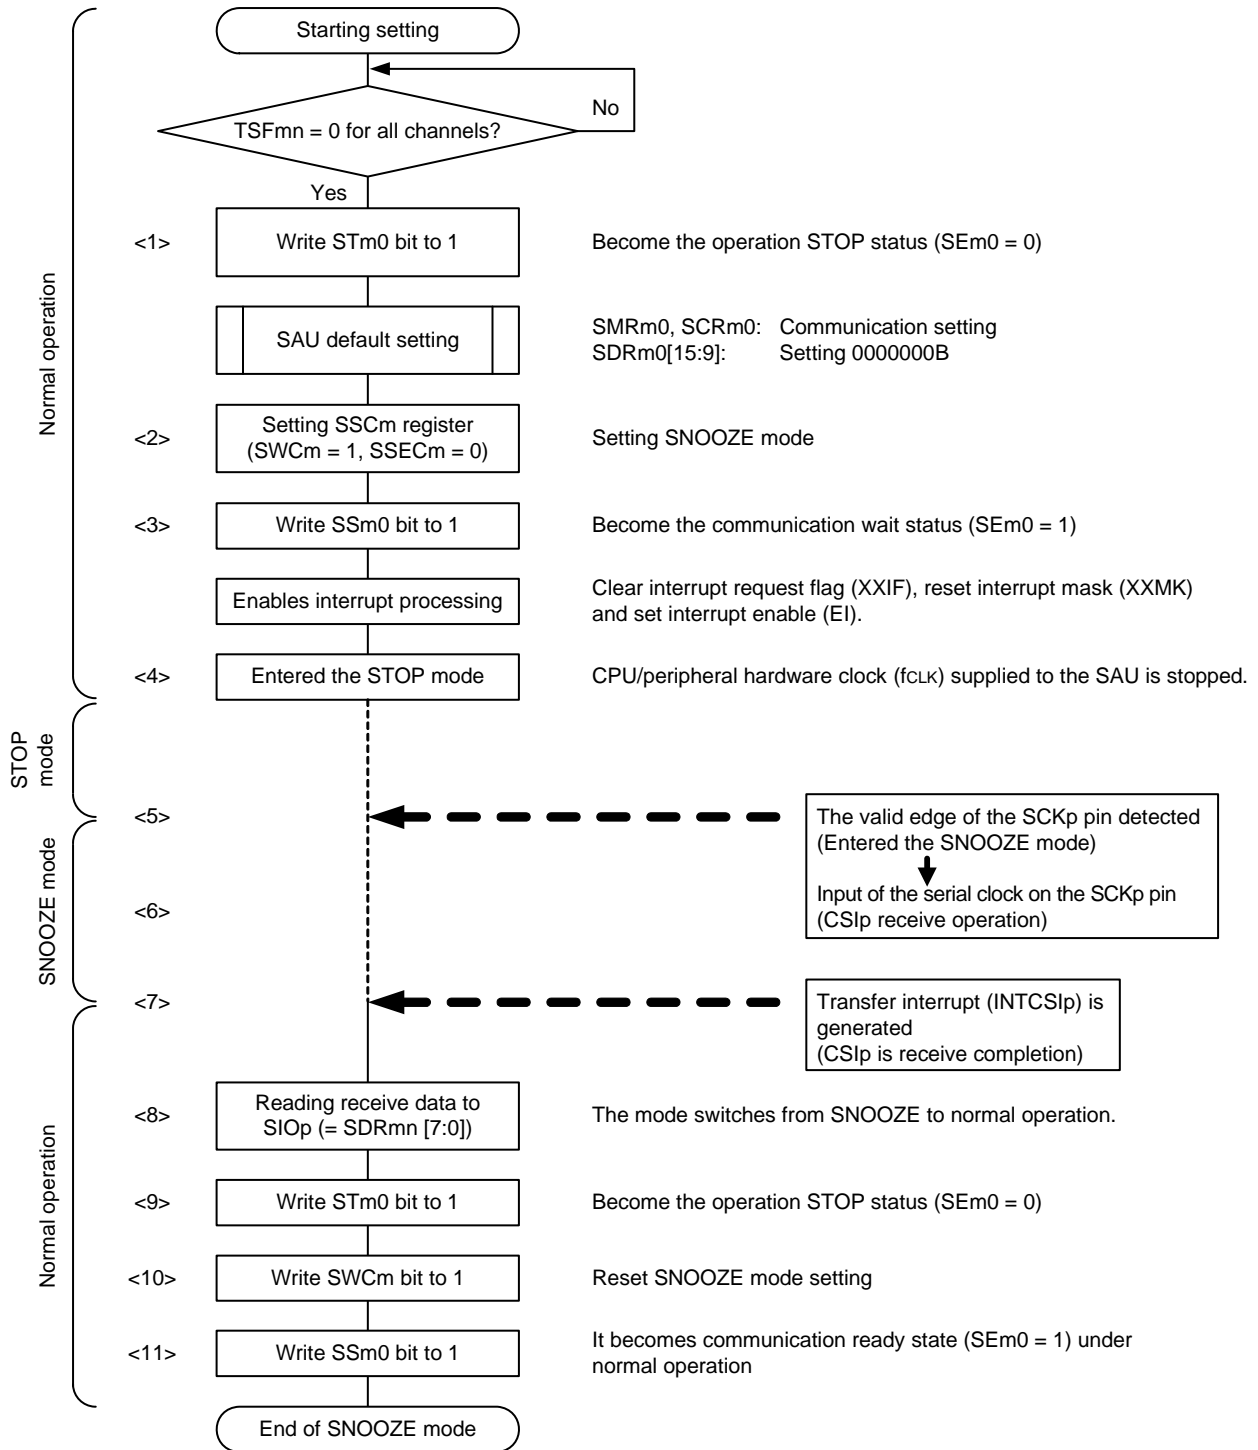 Starting setting
No
TSFmn = 0 for all channels?
Yes
Normal operation
<1>
Write STm0 bit to 1
Become the operation STOP status (SEm0 = 0)
SAU default setting
SMRm0, SCRm0: Communication setting
SDRm0[15:9]: Setting 0000000B
<2>
Setting SSCm register
(SWCm = 1, SSECm = 0)
Setting SNOOZE mode
<3>
Write SSm0 bit to 1
Become the communication wait status (SEm0 = 1)
Enables interrupt processing
Clear interrupt request flag (XXIF), reset interrupt mask (XXMK)
and set interrupt enable (EI).
<4>
Entered the STOP mode
CPU/peripheral hardware clock (fCLK) supplied to the SAU is stopped.
STOP
mode
<5>
The valid edge of the SCKp pin detected
(Entered the SNOOZE mode)
Input of the serial clock on the SCKp pin
(CSIp receive operation)
SNOOZE mode
<6>
<7>
Transfer interrupt (INTCSIp) is
generated
(CSIp is receive completion)
Normal operation
<8>
Reading receive data to
SIOp (= SDRmn [7:0])
The mode switches from SNOOZE to normal operation.
<9>
Write STm0 bit to 1
Become the operation STOP status (SEm0 = 0)
<10>
Write SWCm bit to 1
Reset SNOOZE mode setting
<11>
Write SSm0 bit to 1
It becomes communication ready state (SEm0 = 1) under
normal operation
End of SNOOZE mode